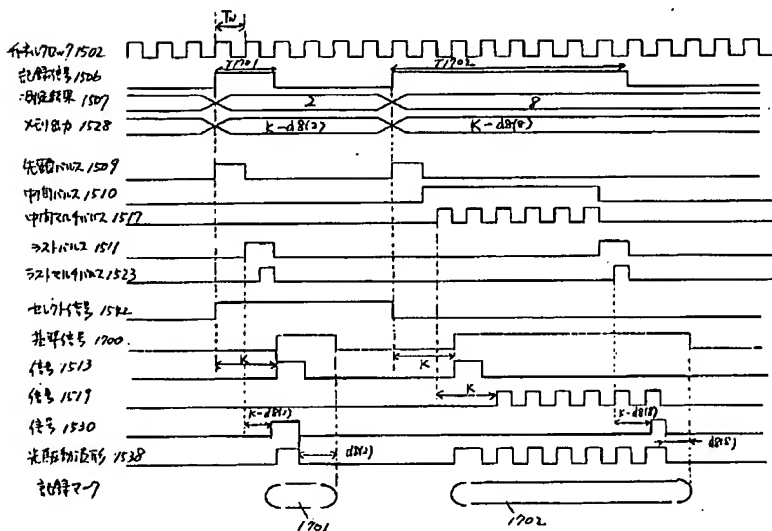 Tw
チャネルクロック1502
T1701
T1702
記録信号1506
測定結果1507
2
8
メモリ出力1528
K-d8(2)
K-d8(8)
先頭パルス1509
中間パルス1510
中間マルチパルス1517
ラストパルス1511
ラストマルチパルス1523
セレクト信号1542
基準信号1700
K
K
信号1513
K
信号1519
K-d8(2)
K-d8(8)
信号1530
d8(2)
d8(8)
光駆動波形1538
記録マーク
1701
1702